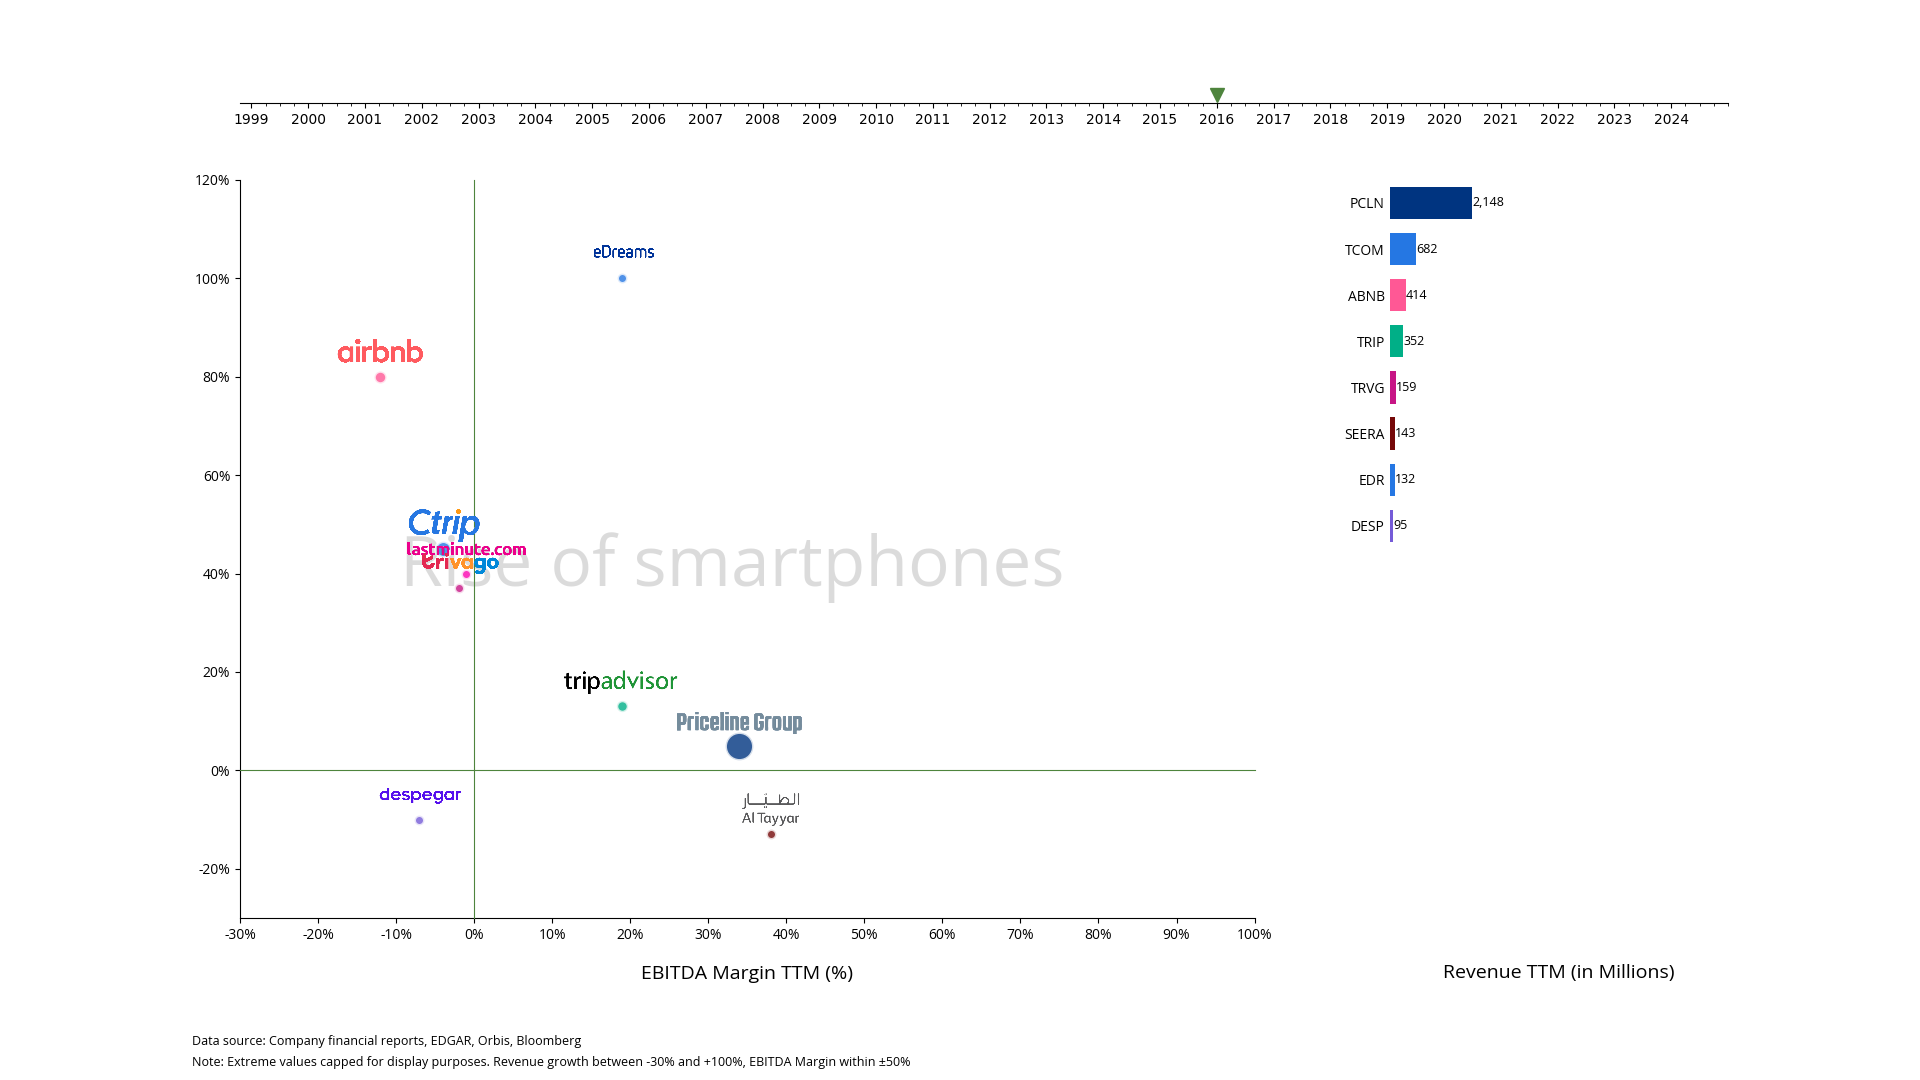 1999 2000 2001 2002 2003 2004 2005 2006 2007 2008 2009 2010 2011 2012 2013 2014 2015 2016 2017 2018 2019 2020 2021 2022 2023 2024
120%
100%
80%
60%
40%
20%
0%
-20%
-30% -20% -10% 0% 10% 20% 30% 40% 50% 60% 70% 80% 90% 100%
EBITDA Margin TTM (%)
eDreams
airbnb
Ctrip
lastminute.com
trivago
Rise of smartphones
tripadvisor
Priceline Group
despegar
الطيّار
Al Tayyar
PCLN 2,148
TCOM 682
ABNB 414
TRIP 352
TRVG 159
SEERA 143
EDR 132
DESP 95
Revenue TTM (in Millions)
Data source: Company financial reports, EDGAR, Orbis, Bloomberg
Note: Extreme values capped for display purposes. Revenue growth between -30% and +100%, EBITDA Margin within ±50%